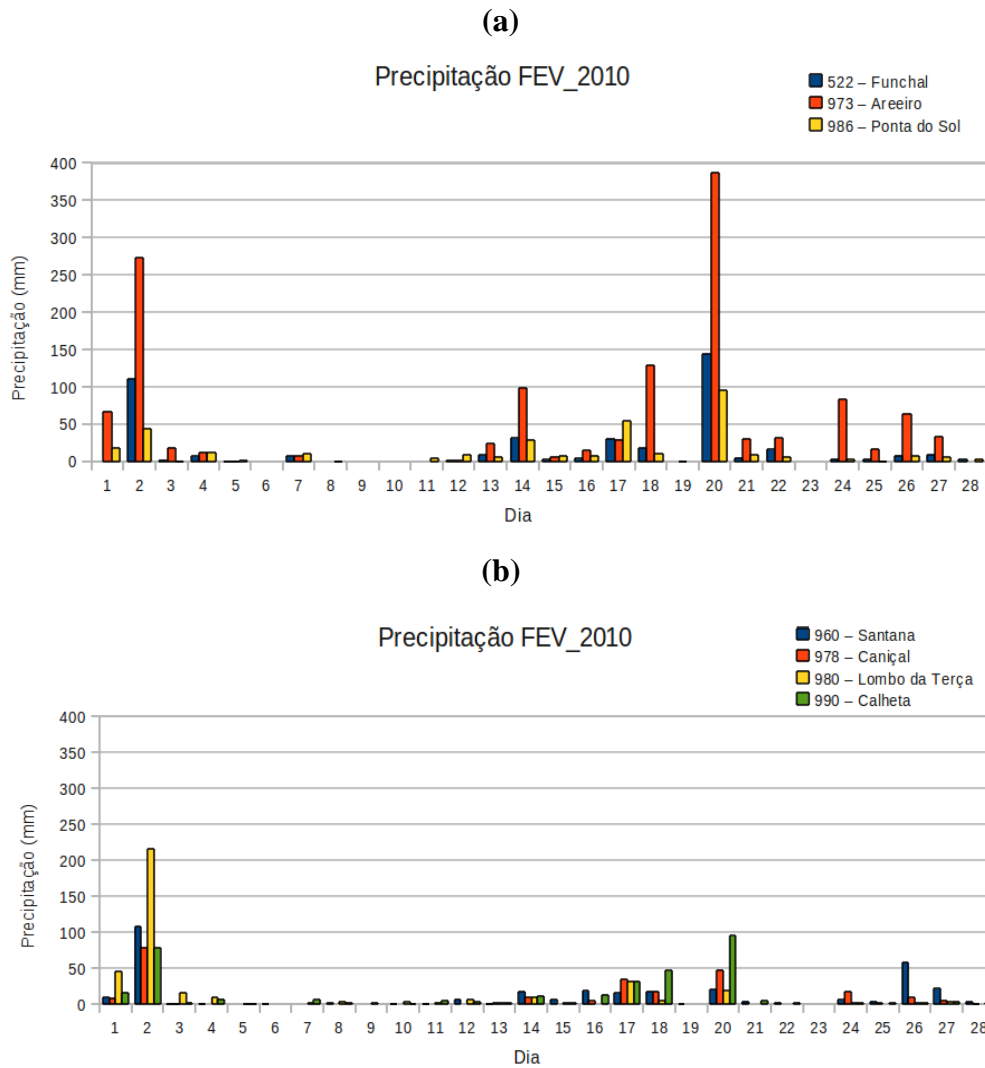 (a)
Precipitação FEV_2010
522 – Funchal
973 – Areeiro
986 – Ponta do Sol
400
350
300
250
200
150
100
50
0
Precipitação (mm)
1 2 3 4 5 6 7 8 9 10 11 12 13 14 15 16 17 18 19 20 21 22 23 24 25 26 27 28
Dia
(b)
Precipitação FEV_2010
960 – Santana
978 – Caniçal
980 – Lombo da Terça
990 – Calheta
400
350
300
250
200
150
100
50
0
Precipitação (mm)
1 2 3 4 5 6 7 8 9 10 11 12 13 14 15 16 17 18 19 20 21 22 23 24 25 26 27 28
Dia